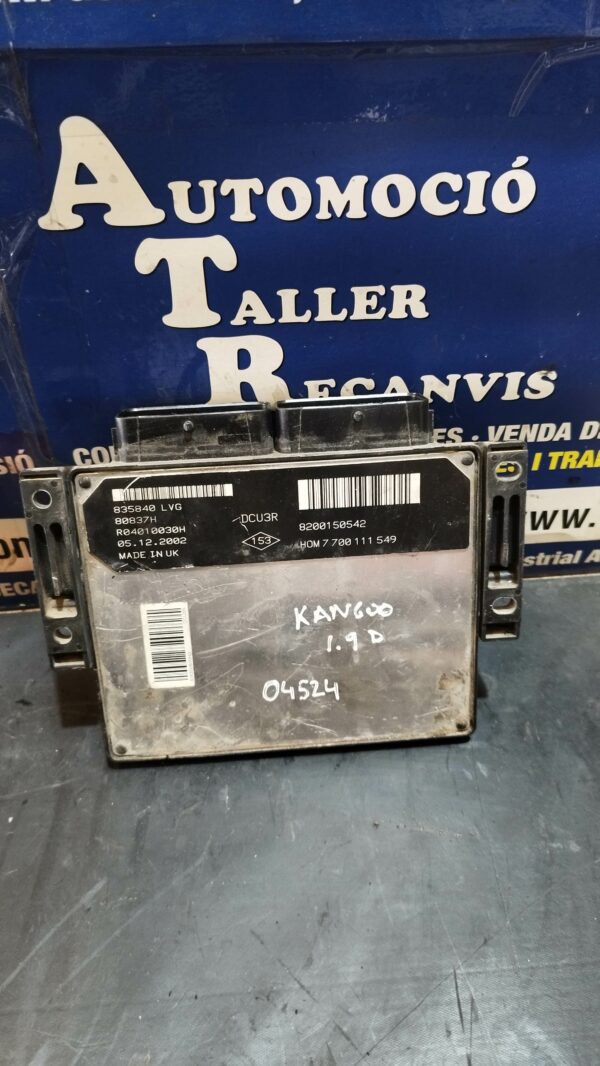 AUTOMOCIÓ
TALLER
RECANVIS
ES · VENDA D
I TRA
www.
strial A
835840 LVG
80837H
R04010030H
05.12.2002
MADE IN UK
DCU3R
153
8200150542
HOM 7 700 111 549
KANGOO
1.9 D
04524